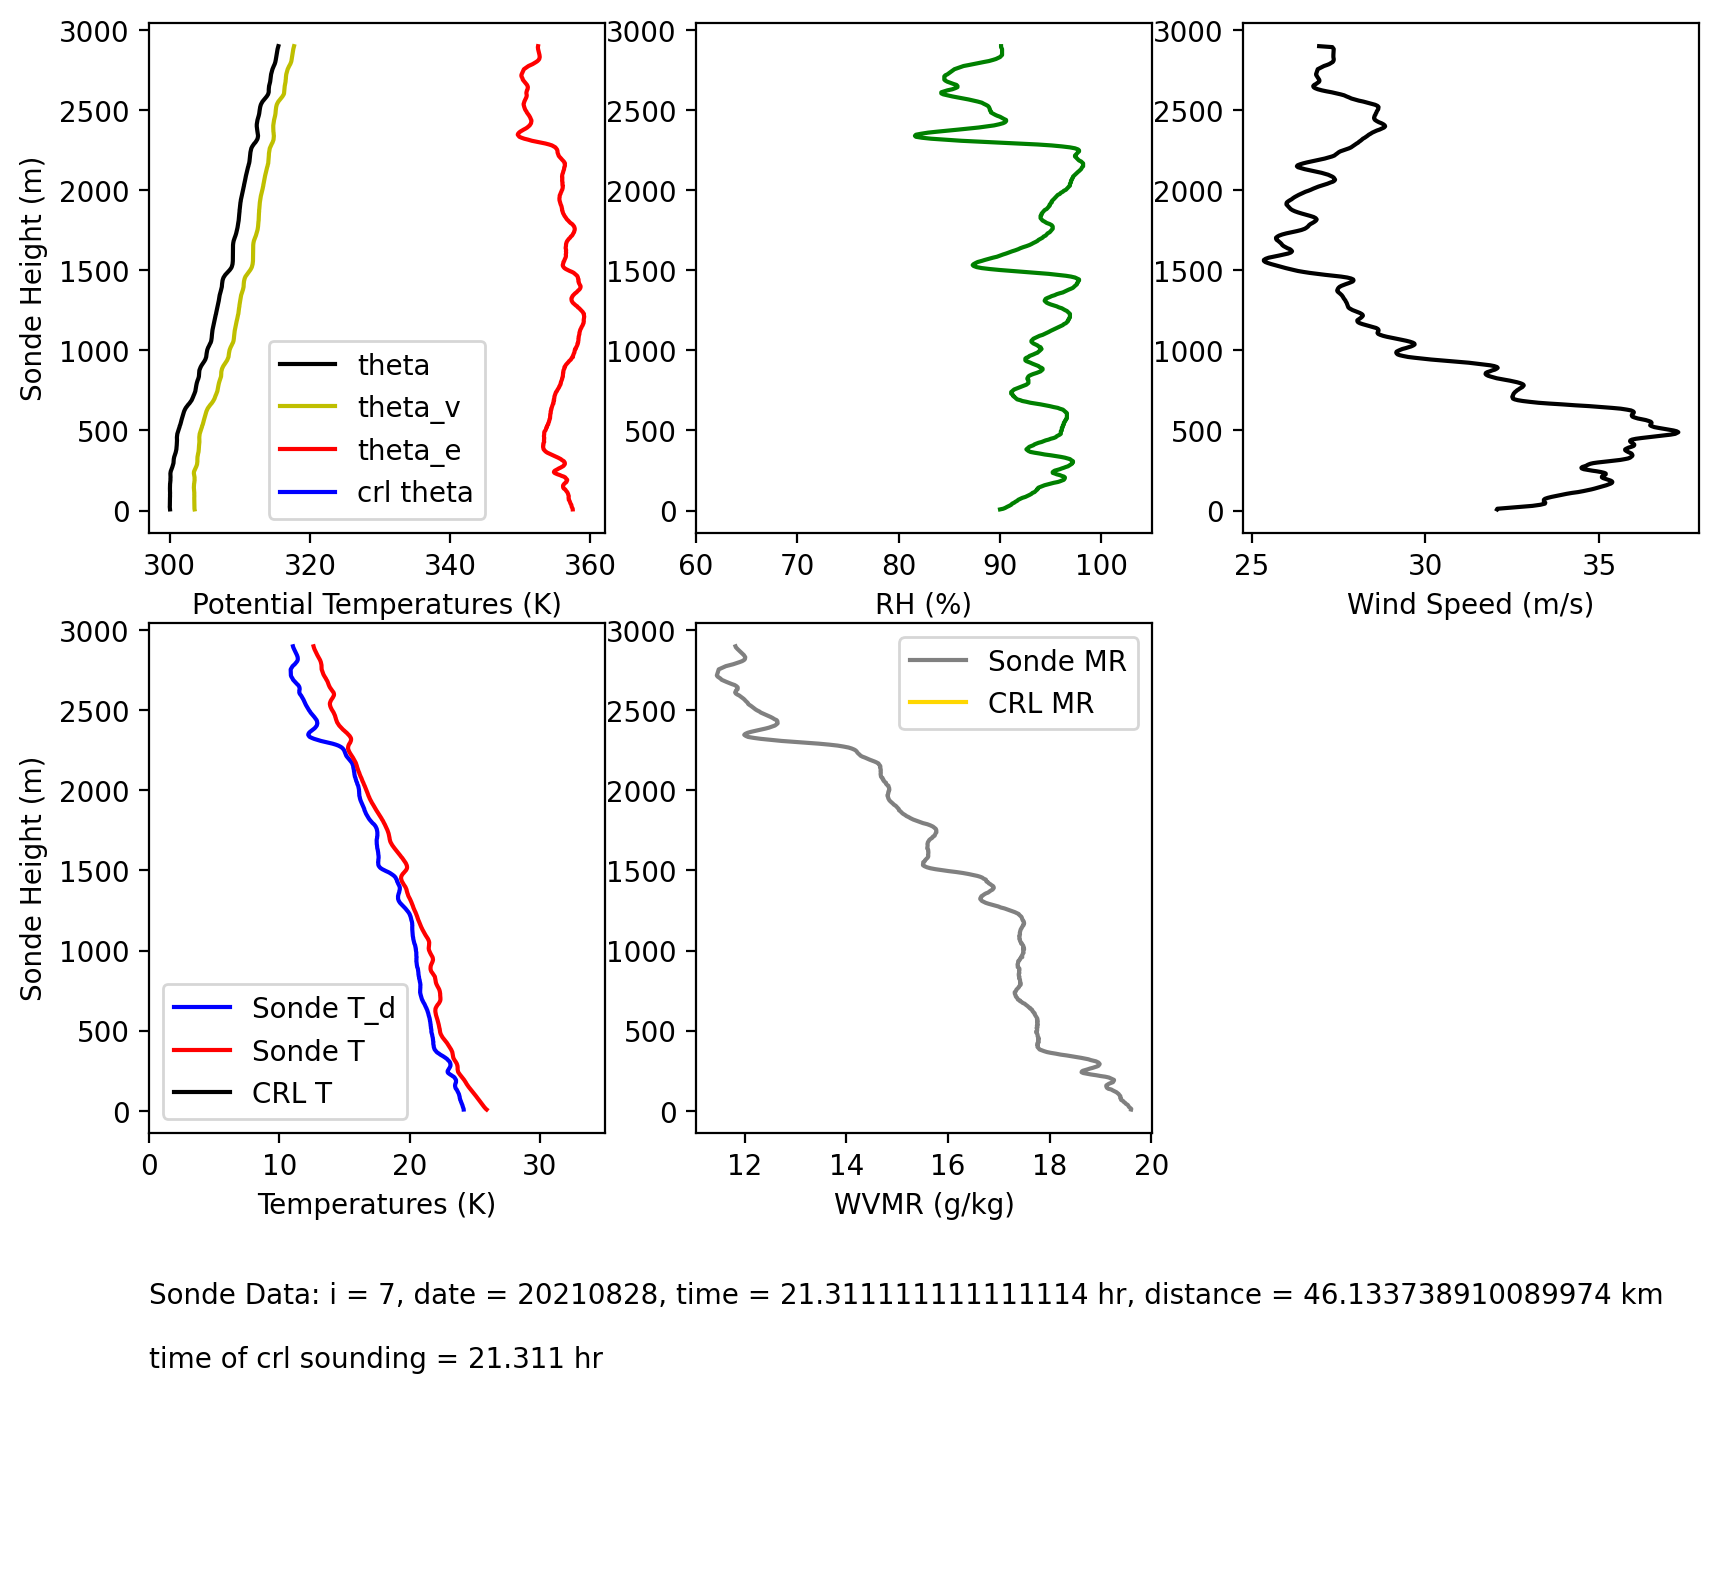 3000
2500
2000
1500
1000
500
0
Sonde Height (m)
300 320 340 360
Potential Temperatures (K)
theta
theta_v
theta_e
crl theta
3000
2500
2000
1500
1000
500
0
60 70 80 90 100
RH (%)
3000
2500
2000
1500
1000
500
0
25 30 35
Wind Speed (m/s)
3000
2500
2000
1500
1000
500
0
Sonde Height (m)
Sonde T_d
Sonde T
CRL T
0 10 20 30
Temperatures (K)
3000
2500
2000
1500
1000
500
0
Sonde MR
CRL MR
12 14 16 18 20
WVMR (g/kg)
Sonde Data: i = 7, date = 20210828, time = 21.311111111111114 hr, distance = 46.133738910089974 km
time of crl sounding = 21.311 hr